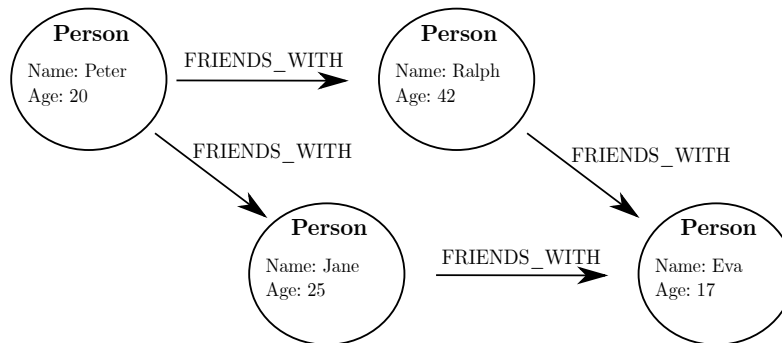 Person
Name: Peter
Age: 20
FRIENDS_WITH
Person
Name: Ralph
Age: 42
FRIENDS_WITH
FRIENDS_WITH
Person
Name: Jane
Age: 25
FRIENDS_WITH
Person
Name: Eva
Age: 17